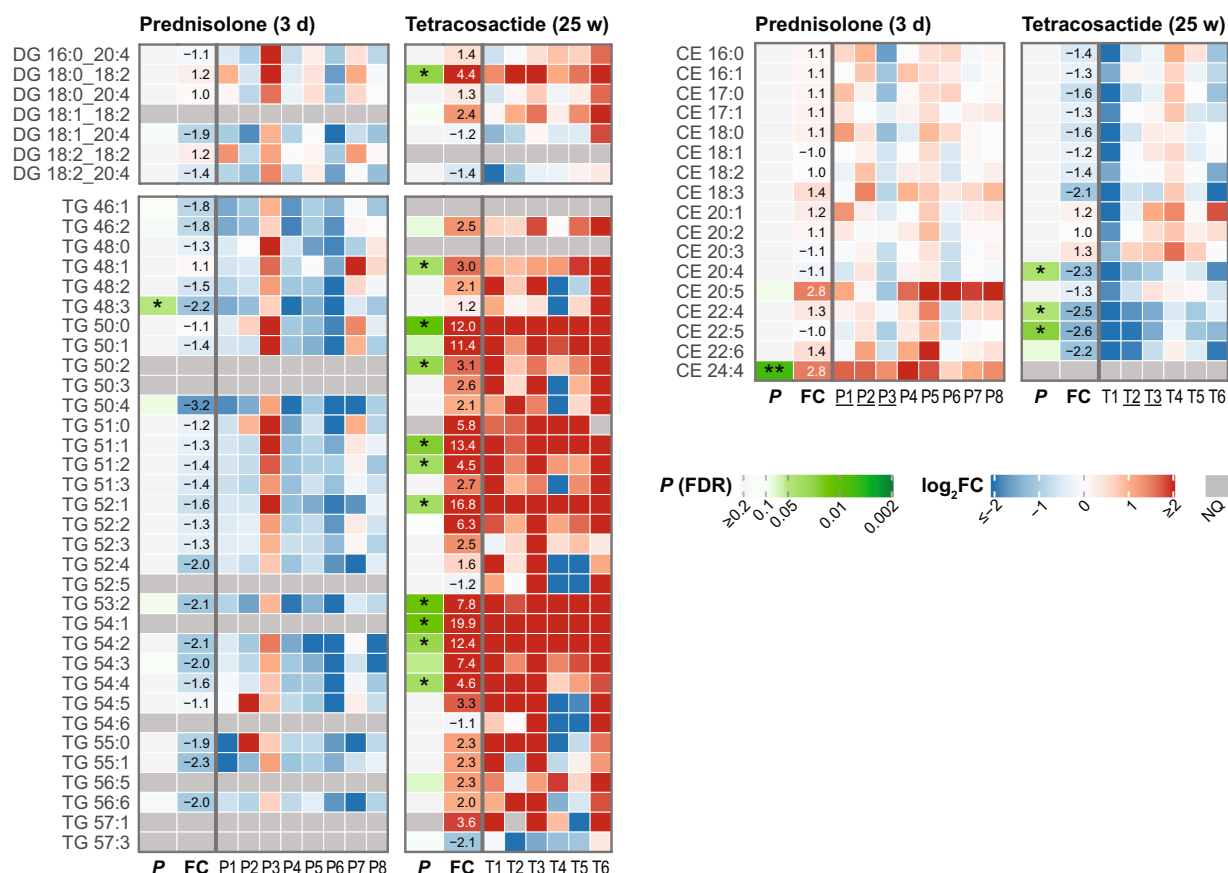 Prednisolone (3 d) Tetracosactide (25 w)
DG 16:0_20:4 −1.1 1.4
DG 18:0_18:2 1.2 * 4.4
DG 18:0_20:4 1.0 1.3
DG 18:1_18:2 2.4
DG 18:1_20:4 −1.9 −1.2
DG 18:2_18:2 1.2
DG 18:2_20:4 −1.4 −1.4
TG 46:1 −1.8
TG 46:2 −1.8 2.5
TG 48:0 −1.3
TG 48:1 1.1 * 3.0
TG 48:2 −1.5 2.1
TG 48:3 * −2.2 1.2
TG 50:0 −1.1 * 12.0
TG 50:1 −1.4 11.4
TG 50:2 * 3.1
TG 50:3 2.6
TG 50:4 −3.2 2.1
TG 51:0 −1.2 5.8
TG 51:1 −1.3 * 13.4
TG 51:2 −1.4 * 4.5
TG 51:3 −1.4 2.7
TG 52:1 −1.6 * 16.8
TG 52:2 −1.3 6.3
TG 52:3 −1.3 2.5
TG 52:4 −2.0 1.6
TG 52:5 −1.2
TG 53:2 −2.1 * 7.8
TG 54:1 * 19.9
TG 54:2 −2.1 * 12.4
TG 54:3 −2.0 7.4
TG 54:4 −1.6 * 4.6
TG 54:5 −1.1 3.3
TG 54:6 −1.1
TG 55:0 −1.9 2.3
TG 55:1 −2.3 2.3
TG 56:5 2.3
TG 56:6 −2.0 2.0
TG 57:1 3.6
TG 57:3 −2.1
P FC P1 P2 P3 P4 P5 P6 P7 P8 P FC T1 T2 T3 T4 T5 T6
Prednisolone (3 d) Tetracosactide (25 w)
CE 16:0 1.1 −1.4
CE 16:1 1.1 −1.3
CE 17:0 1.1 −1.6
CE 17:1 1.1 −1.3
CE 18:0 1.1 −1.6
CE 18:1 −1.0 −1.2
CE 18:2 1.0 −1.4
CE 18:3 1.4 −2.1
CE 20:1 1.2 1.2
CE 20:2 1.1 1.0
CE 20:3 −1.1 1.3
CE 20:4 −1.1 * −2.3
CE 20:5 2.8 −1.3
CE 22:4 1.3 * −2.5
CE 22:5 −1.0 * −2.6
CE 22:6 1.4 −2.2
CE 24:4 ** 2.8
P FC P1 P2 P3 P4 P5 P6 P7 P8 P FC T1 T2 T3 T4 T5 T6
P (FDR) ≥0.2 0.1 0.05 0.01 0.002
log2FC ≤−2 −1 0 1 ≥2 NQ